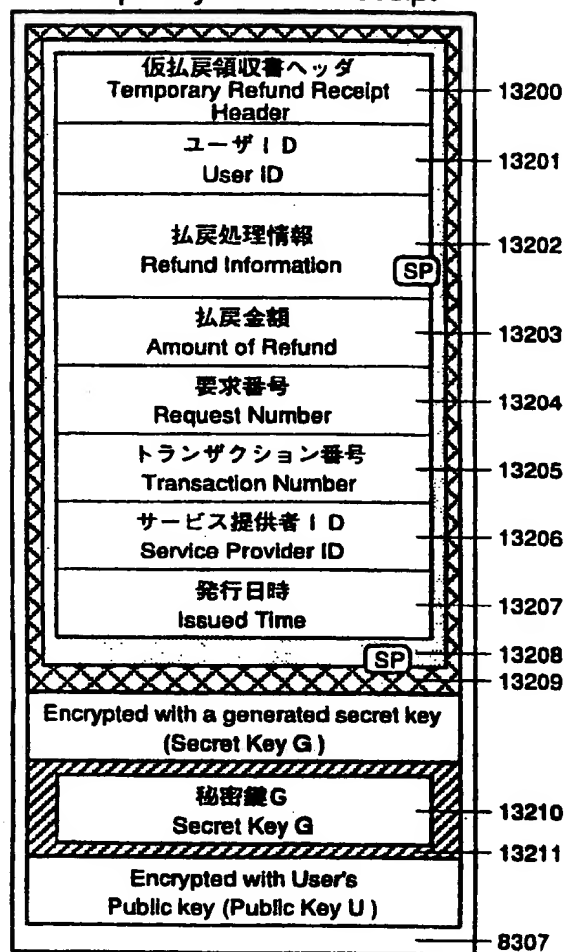 仮払戻領収書ヘッダ
Temporary Refund Receipt
Header
13200
ユーザID
User ID
13201
払戻処理情報
Refund Information
SP
13202
払戻金額
Amount of Refund
13203
要求番号
Request Number
13204
トランザクション番号
Transaction Number
13205
サービス提供者ID
Service Provider ID
13206
発行日時
Issued Time
13207
SP
13208
13209
Encrypted with a generated secret key
(Secret Key G)
秘密鍵G
Secret Key G
13210
13211
Encrypted with User's
Public key (Public Key U)
8307